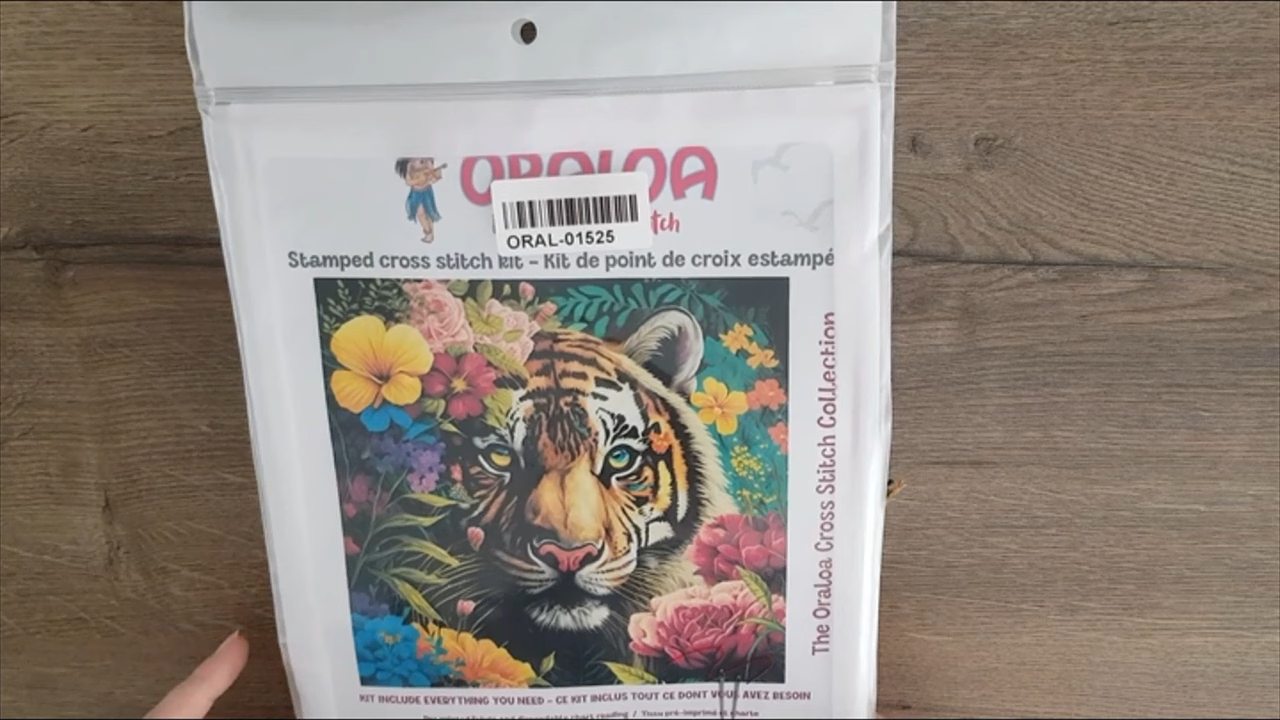 ORALOA
ORAL-01525
Stamped cross stitch kit - Kit de point de croix estampé
The Oraloa Cross Stitch Collection
KIT INCLUDE EVERYTHING YOU NEED - CE KIT INCLUS TOUT CE DONT VOUS AVEZ BESOIN